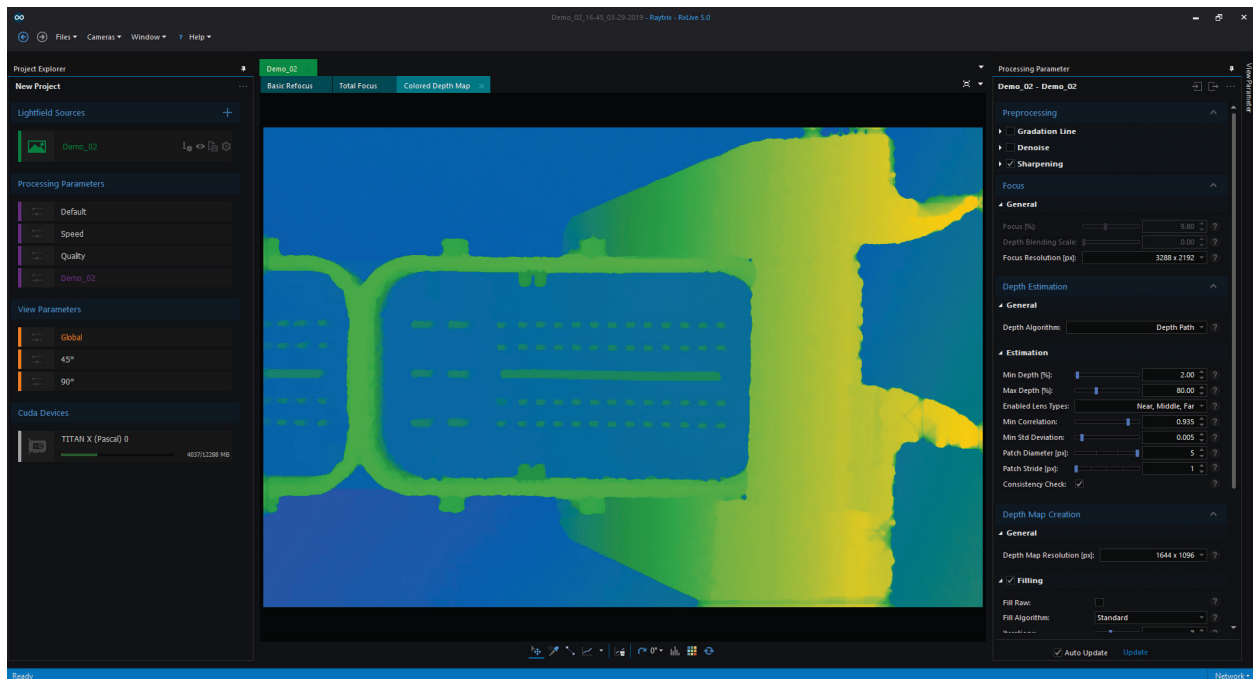 Demo_02_16-45_03-29-2019 - Raytrix - RxLive 5.0
Files Cameras Window ? Help
Project Explorer
New Project
Lightfield Sources
Demo_02
Processing Parameters
Default
Speed
Quality
Demo_02
View Parameters
Global
45°
90°
Cuda Devices
TITAN X (Pascal) 0
4037/12288 MB
Demo_02
Basic Refocus Total Focus Colored Depth Map
0°
Processing Parameter
Demo_02 - Demo_02
Preprocessing
Gradation Line
Denoise
Sharpening
Focus
General
Focus [%]: 9.80 ?
Depth Blending Scale: 0.00 ?
Focus Resolution [px]: 3288 x 2192 ?
Depth Estimation
General
Depth Algorithm: Depth Path ?
Estimation
Min Depth [%]: 2.00 ?
Max Depth [%]: 80.00 ?
Enabled Lens Types: Near, Middle, Far ?
Min Correlation: 0.935 ?
Min Std Deviation: 0.005 ?
Patch Diameter [px]: 5 ?
Patch Stride [px]: 1 ?
Consistency Check: ?
Depth Map Creation
General
Depth Map Resolution [px]: 1644 x 1096 ?
Filling
Fill Raw: ?
Fill Algorithm: Standard ?
Auto Update Update
View Parameter
Ready Network